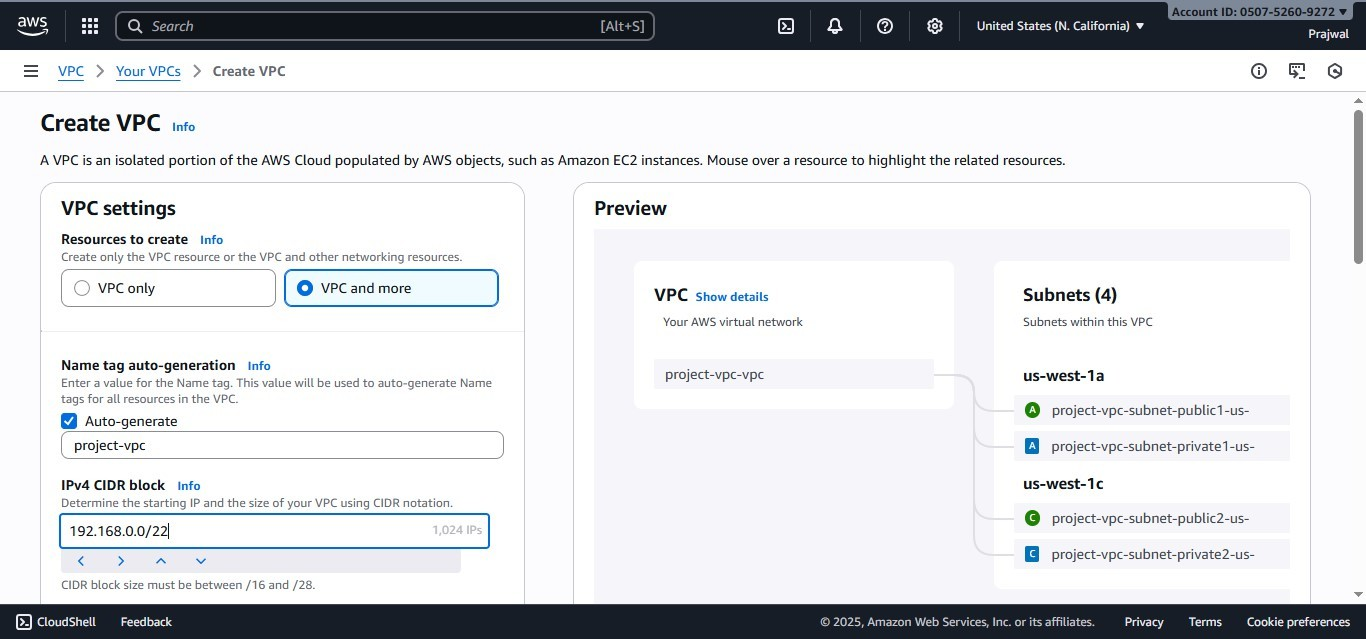 aws
Search
[Alt+S]
United States (N. California)
Account ID: 0507-5260-9272
Prajwal
VPC
Your VPCs
Create VPC
Create VPC Info
A VPC is an isolated portion of the AWS Cloud populated by AWS objects, such as Amazon EC2 instances. Mouse over a resource to highlight the related resources.
VPC settings
Resources to create Info
Create only the VPC resource or the VPC and other networking resources.
VPC only
VPC and more
Name tag auto-generation Info
Enter a value for the Name tag. This value will be used to auto-generate Name
tags for all resources in the VPC.
Auto-generate
project-vpc
IPv4 CIDR block Info
Determine the starting IP and the size of your VPC using CIDR notation.
192.168.0.0/22
1,024 IPs
CIDR block size must be between /16 and /28.
Preview
VPC Show details
Your AWS virtual network
project-vpc-vpc
Subnets (4)
Subnets within this VPC
us-west-1a
A project-vpc-subnet-public1-us-
A project-vpc-subnet-private1-us-
us-west-1c
C project-vpc-subnet-public2-us-
C project-vpc-subnet-private2-us-
CloudShell
Feedback
© 2025, Amazon Web Services, Inc. or its affiliates.
Privacy
Terms
Cookie preferences